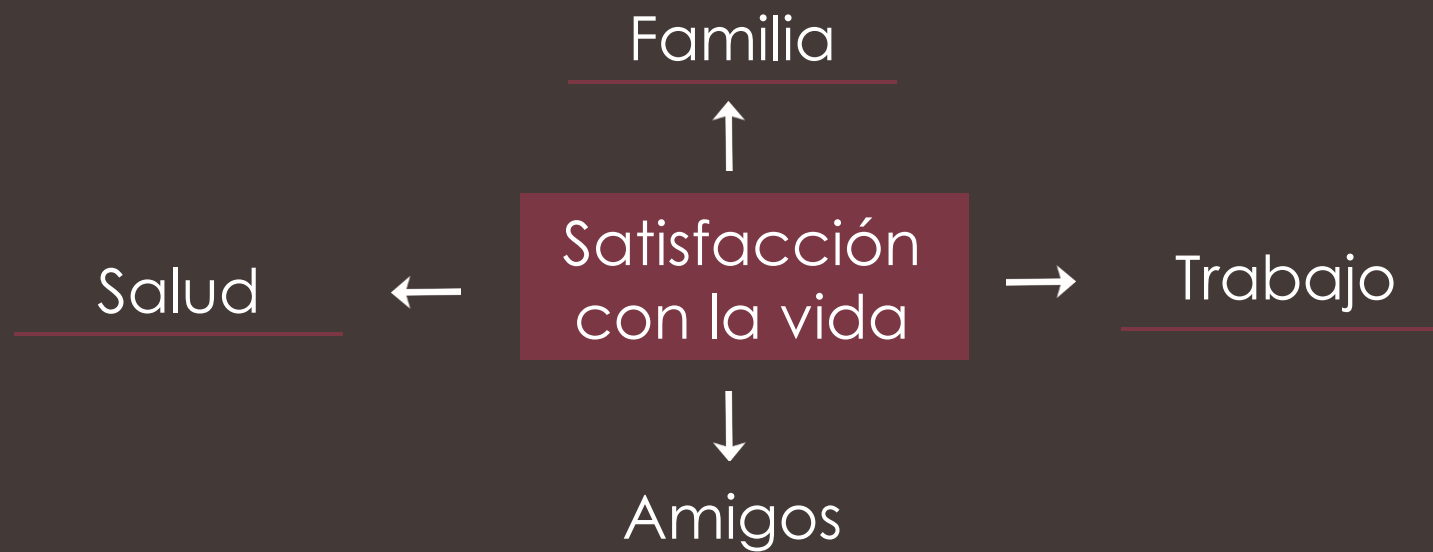 Familia
Satisfacción
con la vida
Salud
Trabajo
Amigos